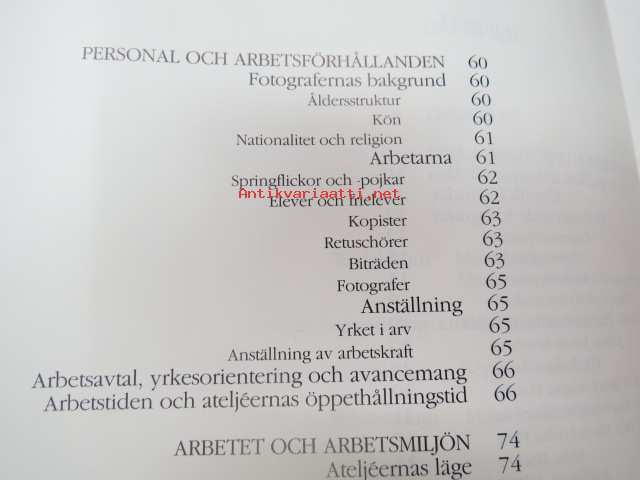 PERSONAL OCH ARBETSFÖRHÅLLANDEN 60
Fotografernas bakgrund 60
Åldersstruktur 60
Kön 60
Nationalitet och religion 61
Arbetarna 61
Springflickor och -pojkar 62
Antikvariaatti.net
Elever och frielever 62
Kopister 63
Retuschörer 63
Biträden 63
Fotografer 65
Anställning 65
Yrket i arv 65
Anställning av arbetskraft 65
Arbetsavtal, yrkesorientering och avancemang 66
Arbetstiden och ateljéernas öppethållningstid 66
ARBETET OCH ARBETSMILJÖN 74
Ateljéernas läge 74